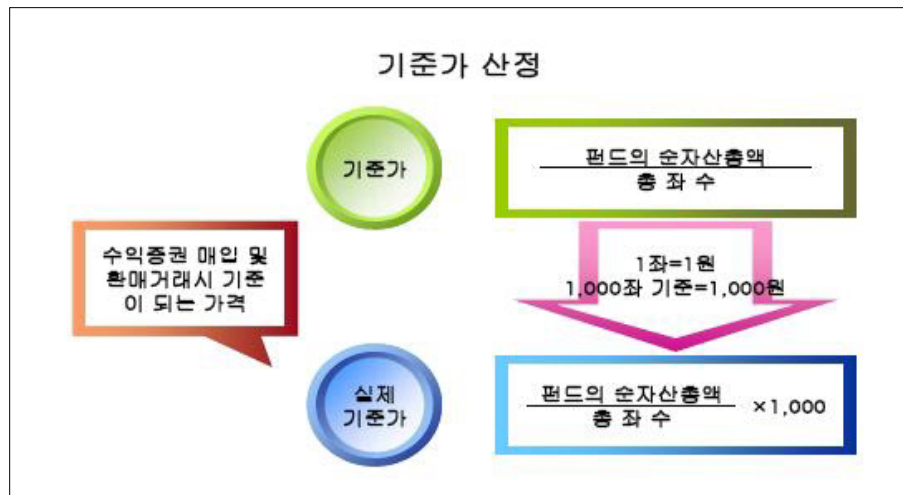 기준가 산정
기준가
펀드의 순자산총액
총 좌 수
수익증권 매입 및
환매거래시 기준
이 되는 가격
1좌=1원
1,000좌 기준=1,000원
실제
기준가
펀드의 순자산총액
총 좌 수
×1,000